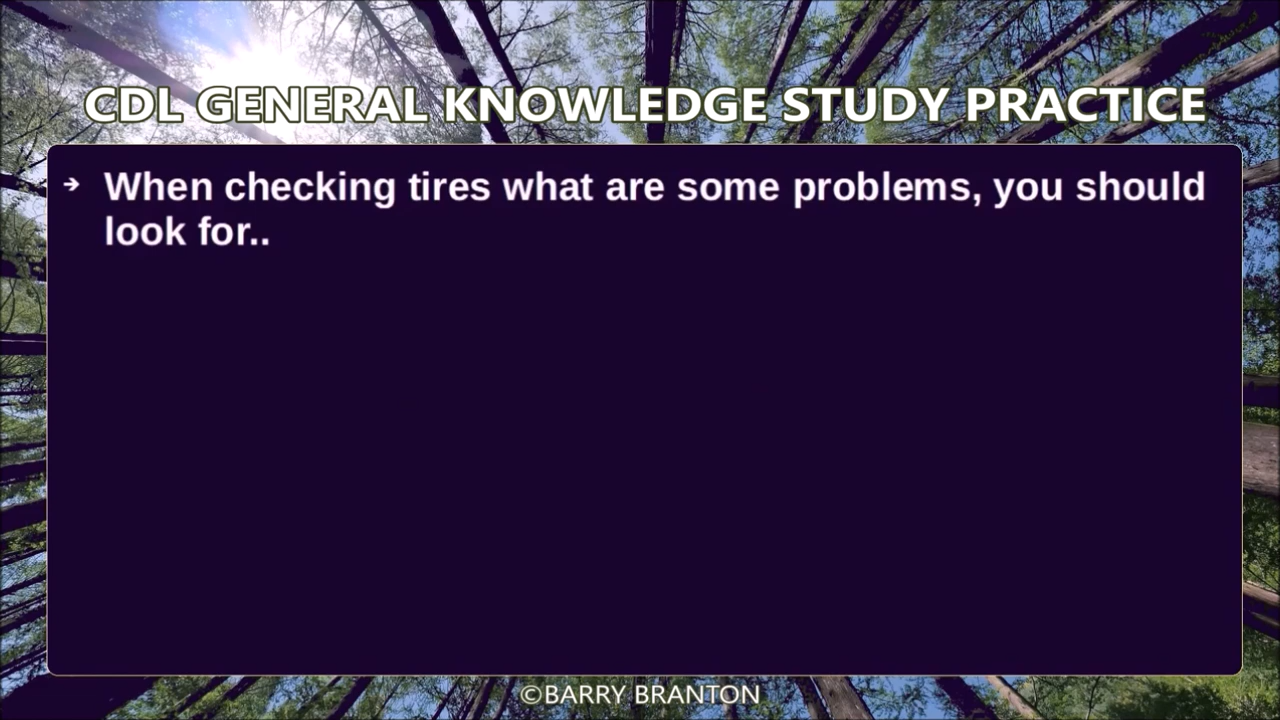 CDL GENERAL KNOWLEDGE STUDY PRACTICE
➔ When checking tires what are some problems, you should
look for..
©BARRY BRANTON